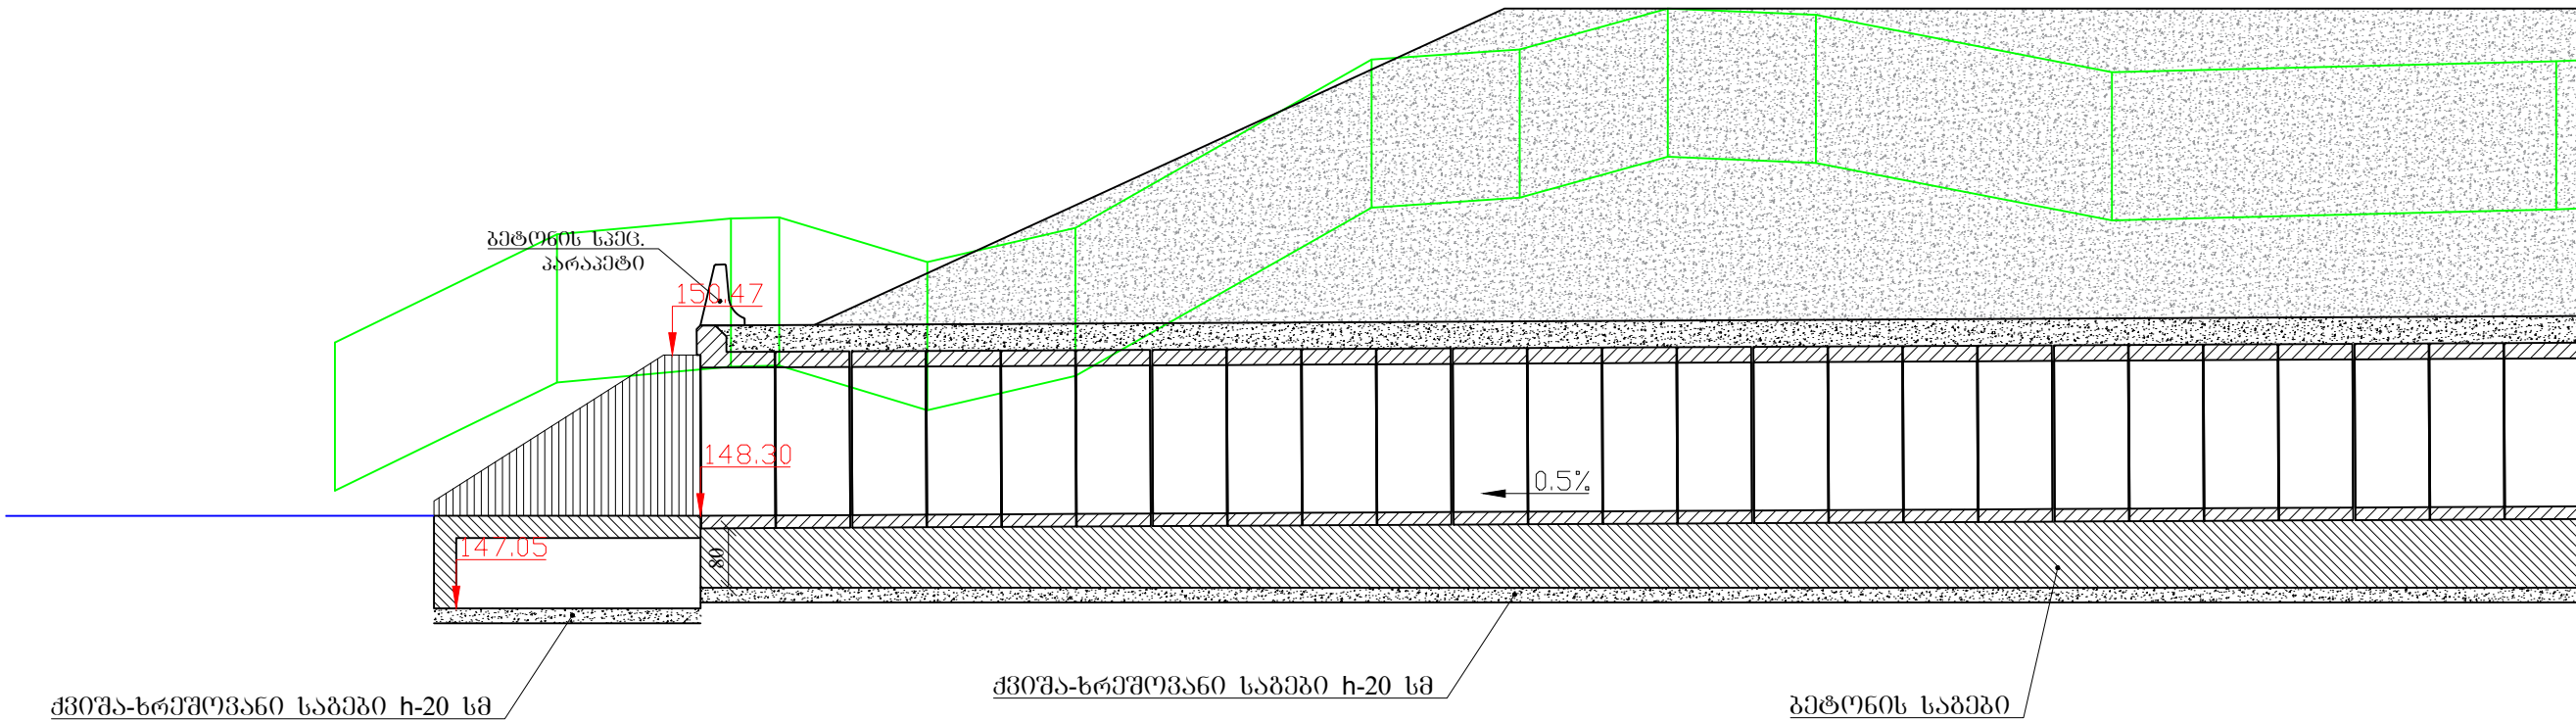 ბეტონის სპეც.
პარაპეტი
150.47
148.30
0.5%
147.05
80
ქვიშა-ხრეშოვანი საგები h-20 სმ
ქვიშა-ხრეშოვანი საგები h-20 სმ
ბეტონის საგები